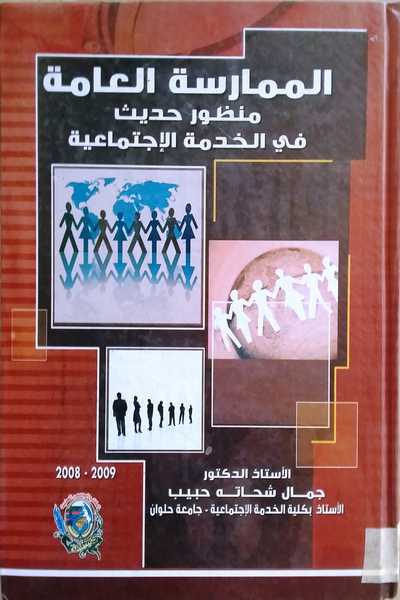 الممارسة العامة
منظور حديث
في الخدمة الإجتماعية
الأستاذ الدكتور
جمال شحاته حبيب
الأستاذ بكلية الخدمة الإجتماعية - جامعة حلوان
2008 - 2009